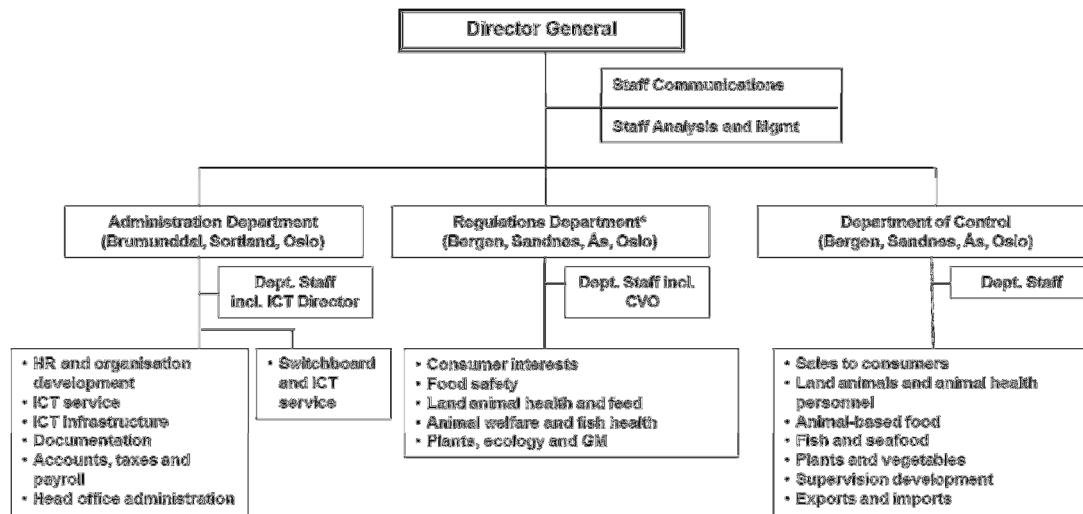 Director General
Staff Communications
Staff Analysis and Mgmt
Administration Department
(Brumunddal, Sortland, Oslo)
Regulations Department⁶
(Bergen, Sandnes, Ås, Oslo)
Department of Control
(Bergen, Sandnes, Ås, Oslo)
Dept. Staff
incl. ICT Director
Dept. Staff incl.
CVO
Dept. Staff
• HR and organisation
development
• ICT service
• ICT infrastructure
• Documentation
• Accounts, taxes and
payroll
• Head office administration
• Switchboard
and ICT
service
• Consumer interests
• Food safety
• Land animal health and feed
• Animal welfare and fish health
• Plants, ecology and GM
• Sales to consumers
• Land animals and animal health
personnel
• Animal-based food
• Fish and seafood
• Plants and vegetables
• Supervision development
• Exports and imports